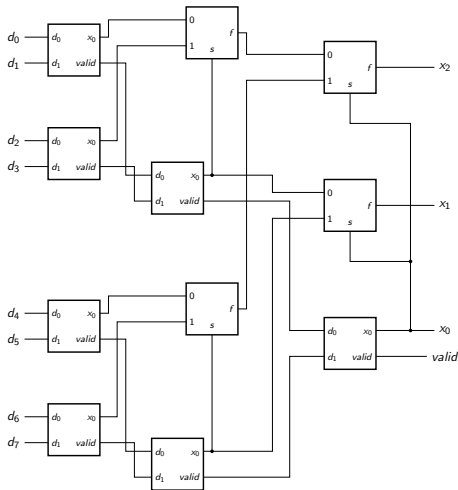 d₀ d₀ x₀ 0
d₁ d₁ valid 1 f
s
0
1 f x₂
s
d₂ d₀ x₀
d₃ d₁ valid
d₀ x₀
d₁ valid
0
1 f x₁
s
d₄ d₀ x₀ 0
d₅ d₁ valid 1 f
s
d₀ x₀ x₀
d₁ valid valid
d₆ d₀ x₀
d₇ d₁ valid
d₀ x₀
d₁ valid